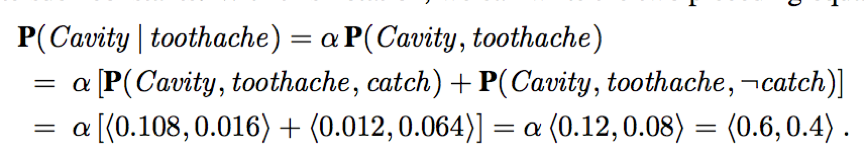 𝐏(Cavity | toothache) = α 𝐏(Cavity, toothache)
= α [𝐏(Cavity, toothache, catch) + 𝐏(Cavity, toothache, ¬catch)]
= α [⟨0.108, 0.016⟩ + ⟨0.012, 0.064⟩] = α ⟨0.12, 0.08⟩ = ⟨0.6, 0.4⟩ .